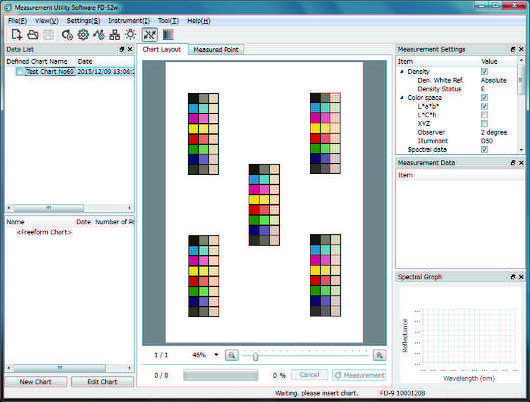 Measurement Utility Software FD-S2w
File(F) View(V) Settings(S) Instrument(I) Tool(T) Help(H)
Data List
Defined Chart Name Date
Test Chart No69 2015/12/09 13:06:2
Name Date Number of Po
<Freeform Chart>
New Chart Edit Chart
Chart Layout Measured Point
1 / 1 46%
0 / 0 0 % Cancel Measurement
Waiting. please insert chart. FD-9 10001208
Measurement Settings
Item Value
Density
Den. White Ref. Absolute
Density Status E
Color space
L*a*b*
L*C*h
XYZ
Observer 2 degree
Illuminant D50
Spectral data
Measurement Data
Item
Spectral Graph
Reflectance
Wavelength (nm)